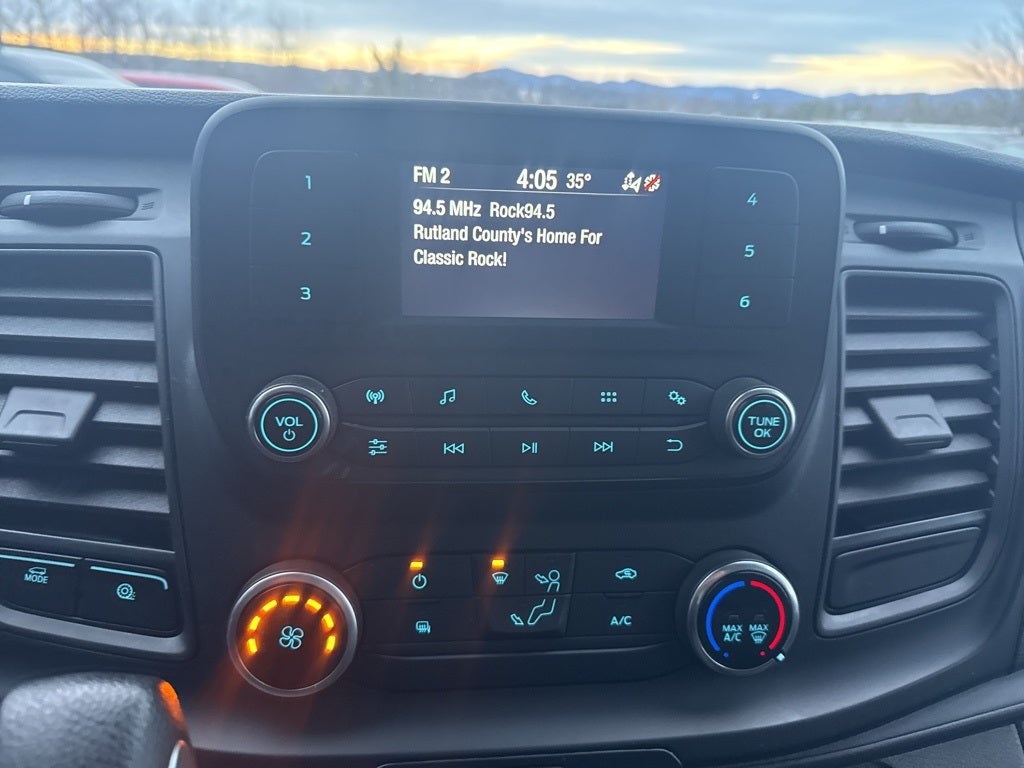 FM 2 4:05 35°
94.5 MHz Rock94.5
Rutland County's Home For
Classic Rock!
1
2
3
4
5
6
VOL
TUNE
OK
MODE
A/C
MAX
A/C
MAX